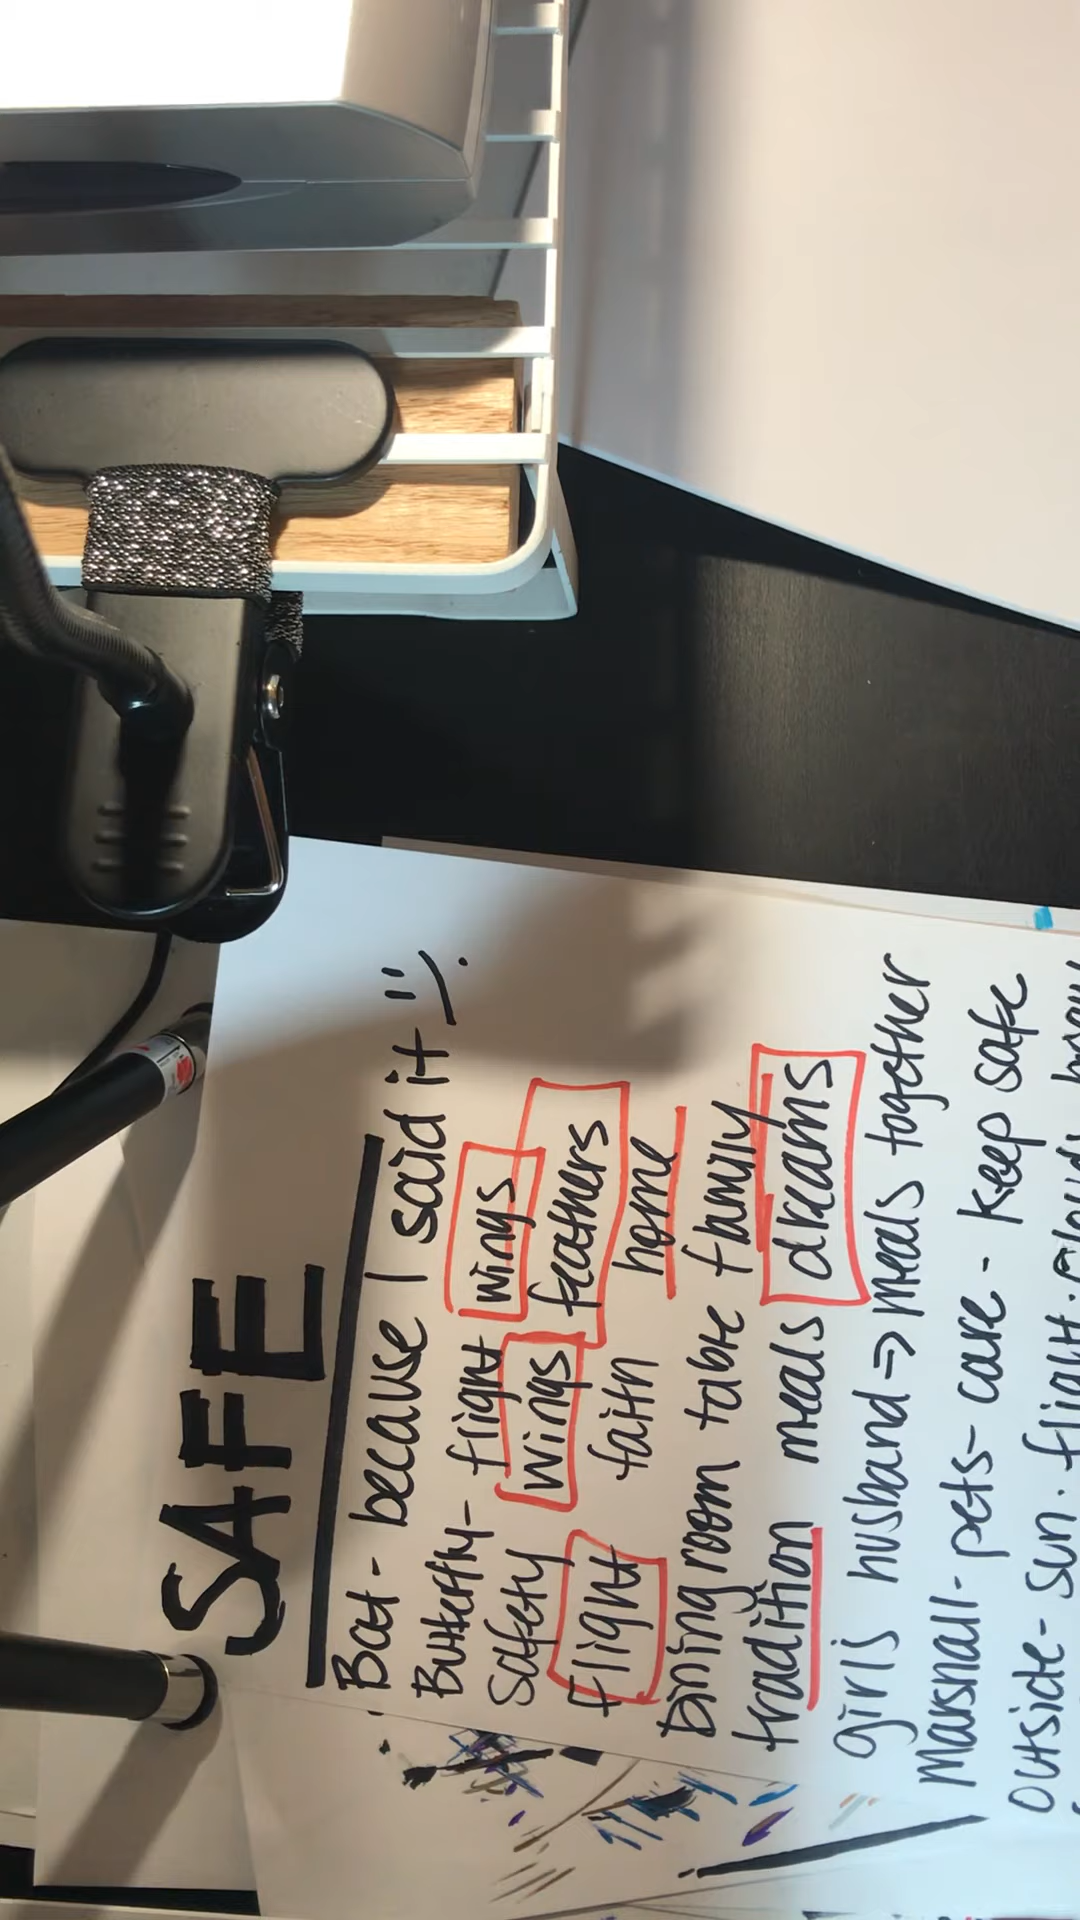 SAFE
Bat - because I said it
Butterfly - flight wings
safety wings feathers
flight faith home
Dining room table family
tradition meals dreams
girls husband => meals together
Marshall - pets - care - keep safe
outside - sun. flight.